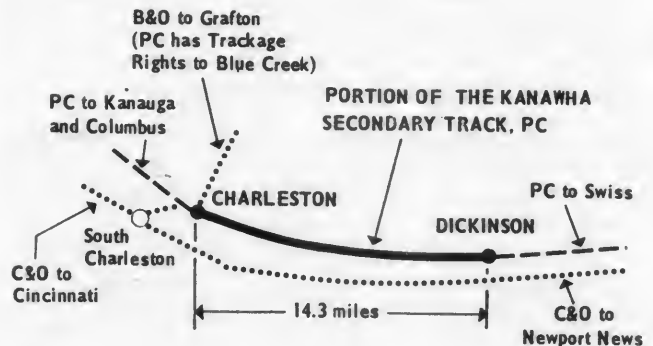 B&O to Grafton
(PC has Trackage
Rights to Blue Creek)
PC to Kanauga
and Columbus
PORTION OF THE KANAWHA
SECONDARY TRACK, PC
CHARLESTON
PC to Swiss
DICKINSON
South
Charleston
C&O to
Cincinnati
14.3 miles
C&O to
Newport News